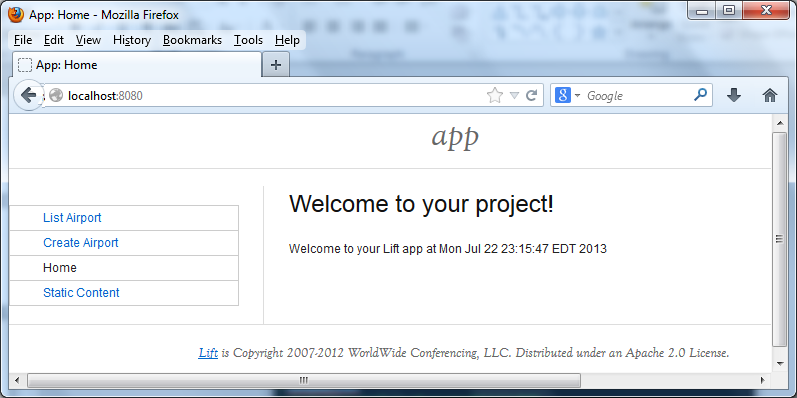 App: Home - Mozilla Firefox
File Edit View History Bookmarks Tools Help
App: Home
localhost:8080
Google
app
List Airport
Create Airport
Home
Static Content
Welcome to your project!
Welcome to your Lift app at Mon Jul 22 23:15:47 EDT 2013
Lift is Copyright 2007-2012 WorldWide Conferencing, LLC. Distributed under an Apache 2.0 License.